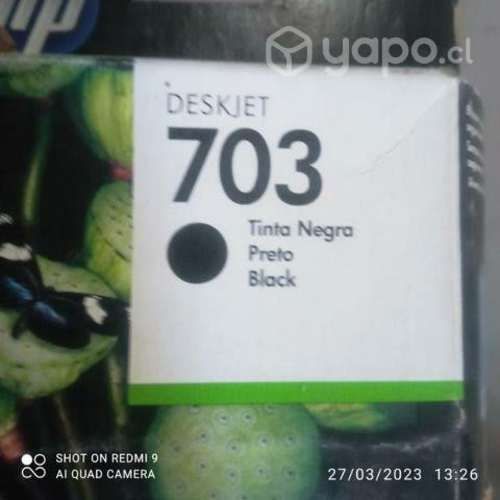 hp
yapo.cl
DESKJET
703
Tinta Negra
Preto
Black
SHOT ON REDMI 9
AI QUAD CAMERA
27/03/2023 13:26